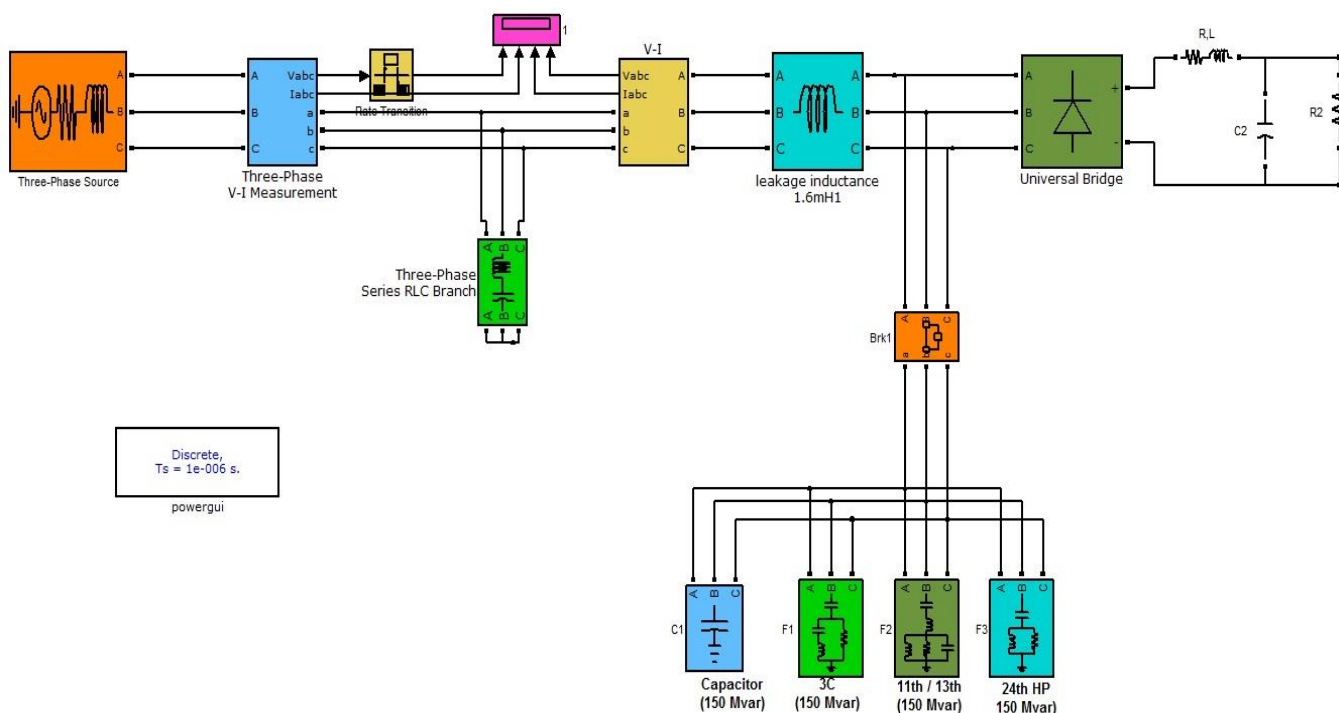 1
R,L
V-I
A
B
C
A
B
C
Vabc
Iabc
a
b
c
Rate Transition
Vabc
Iabc
a
b
c
A
B
C
A
B
C
A
B
C
A
B
C
+
-
C2
R2
Three-Phase Source
Three-Phase
V-I Measurement
leakage inductance
1.6mH1
Universal Bridge
A
B
C
Three-Phase
Series RLC Branch
A
B
C
A
B
C
Brk1
a
b
c
Discrete,
Ts = 1e-006 s.
powergui
A
B
C
A
B
C
A
B
C
A
B
C
C1
F1
F2
F3
Capacitor
(150 Mvar)
3C
(150 Mvar)
11th / 13th
(150 Mvar)
24th HP
150 Mvar)